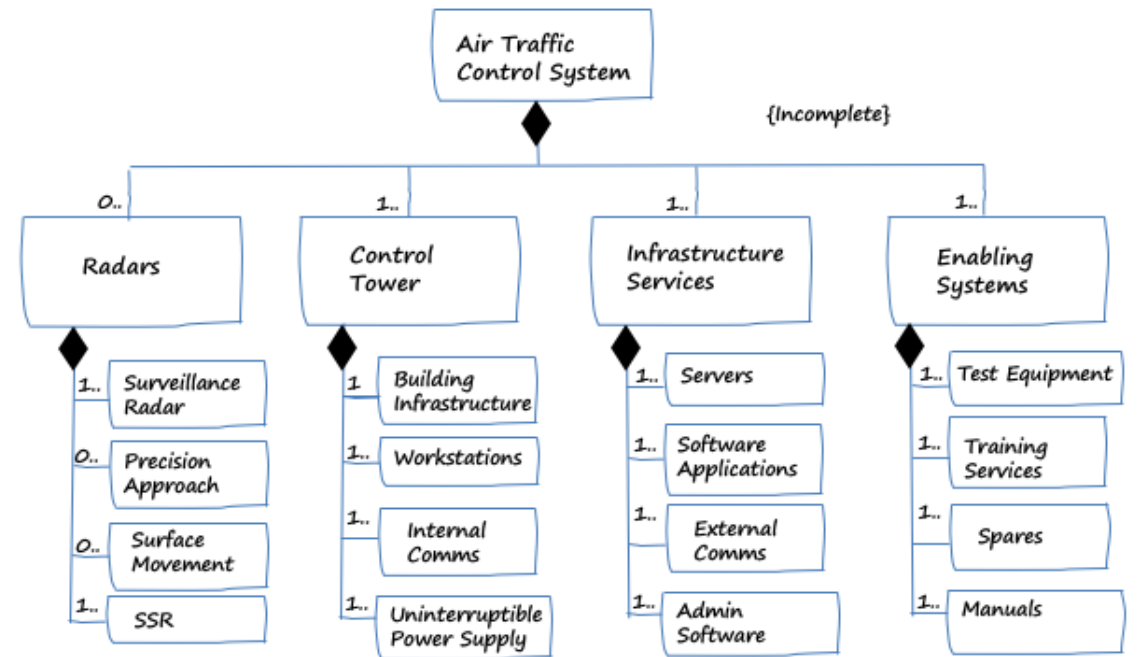 Air Traffic
Control System
{Incomplete}
0..
1..
1..
1..
Radars
Control
Tower
Infrastructure
Services
Enabling
Systems
1..
Surveillance
Radar
0..
Precision
Approach
0..
Surface
Movement
1..
SSR
1
Building
Infrastructure
1..
Workstations
1..
Internal
Comms
1..
Uninterruptible
Power Supply
1..
Servers
1..
Software
Applications
1..
External
Comms
1..
Admin
Software
1..
Test Equipment
1..
Training
Services
1..
Spares
1..
Manuals